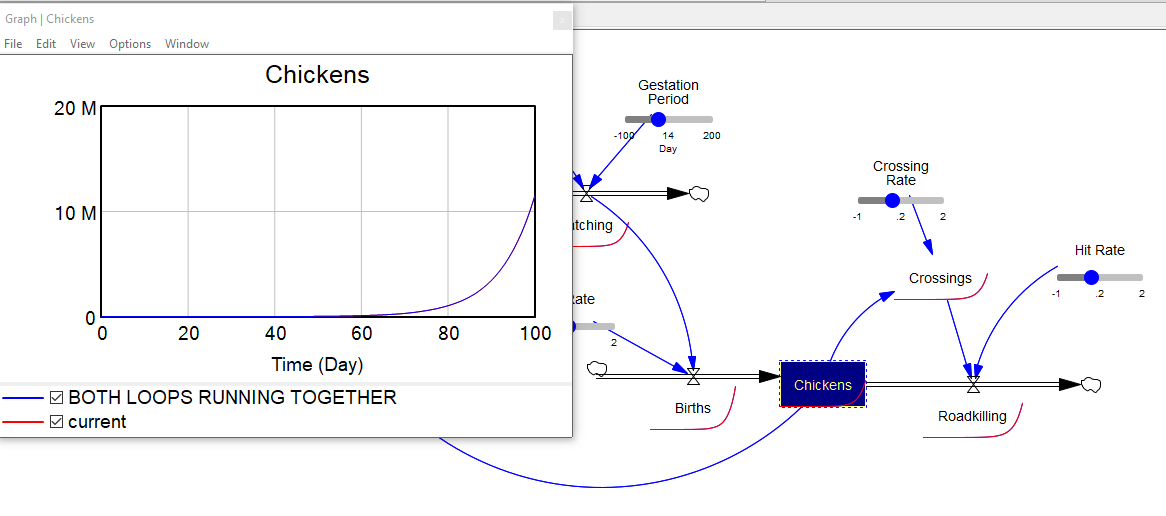 Graph | Chickens
File Edit View Options Window
Chickens
20 M
10 M
0
0 20 40 60 80 100
Time (Day)
BOTH LOOPS RUNNING TOGETHER
current
Gestation
Period
-100 14 200
Day
Crossing
Rate
-1 .2 2
Crossings
Hit Rate
-1 .2 2
2
Chickens
Births
Roadkilling